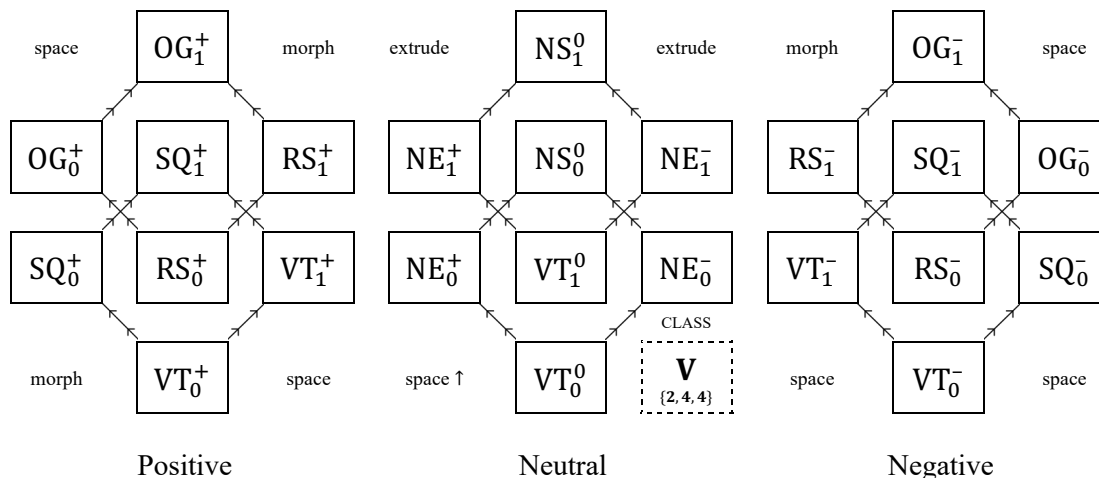 space OG₁⁺ morph extrude NS₁⁰ extrude morph OG₁⁻ space
OG₀⁺ SQ₁⁺ RS₁⁺ NE₁⁺ NS₀⁰ NE₁⁻ RS₁⁻ SQ₁⁻ OG₀⁻
SQ₀⁺ RS₀⁺ VT₁⁺ NE₀⁺ VT₁⁰ NE₀⁻ VT₁⁻ RS₀⁻ SQ₀⁻
CLASS
morph VT₀⁺ space space ↑ VT₀⁰ V space VT₀⁻ space
{2, 4, 4}
Positive Neutral Negative